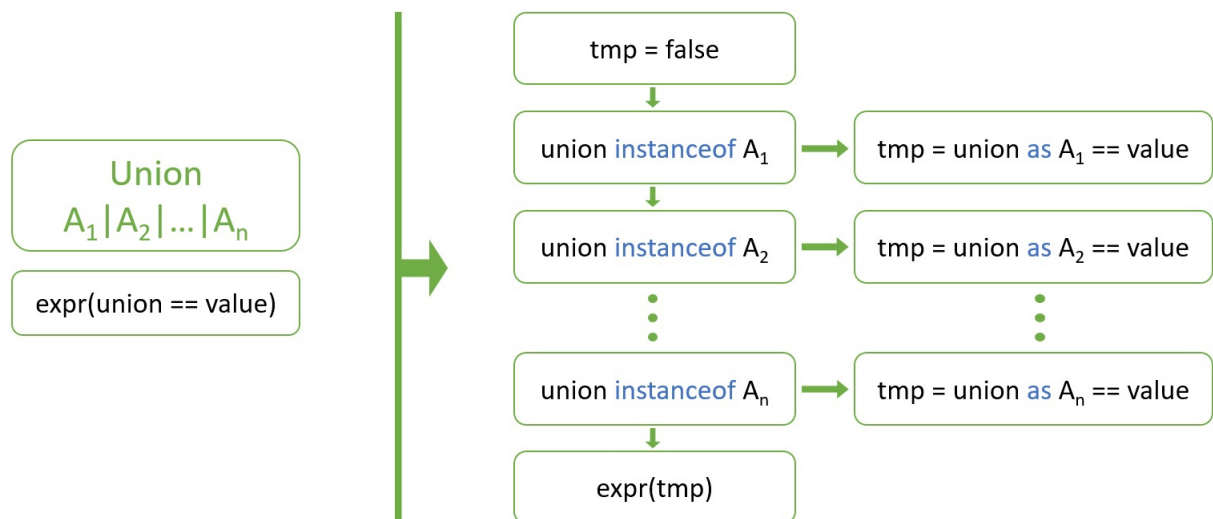 Union
A₁|A₂|...|Aₙ
expr(union == value)
tmp = false
union instanceof A₁
tmp = union as A₁ == value
union instanceof A₂
tmp = union as A₂ == value
union instanceof Aₙ
tmp = union as Aₙ == value
expr(tmp)